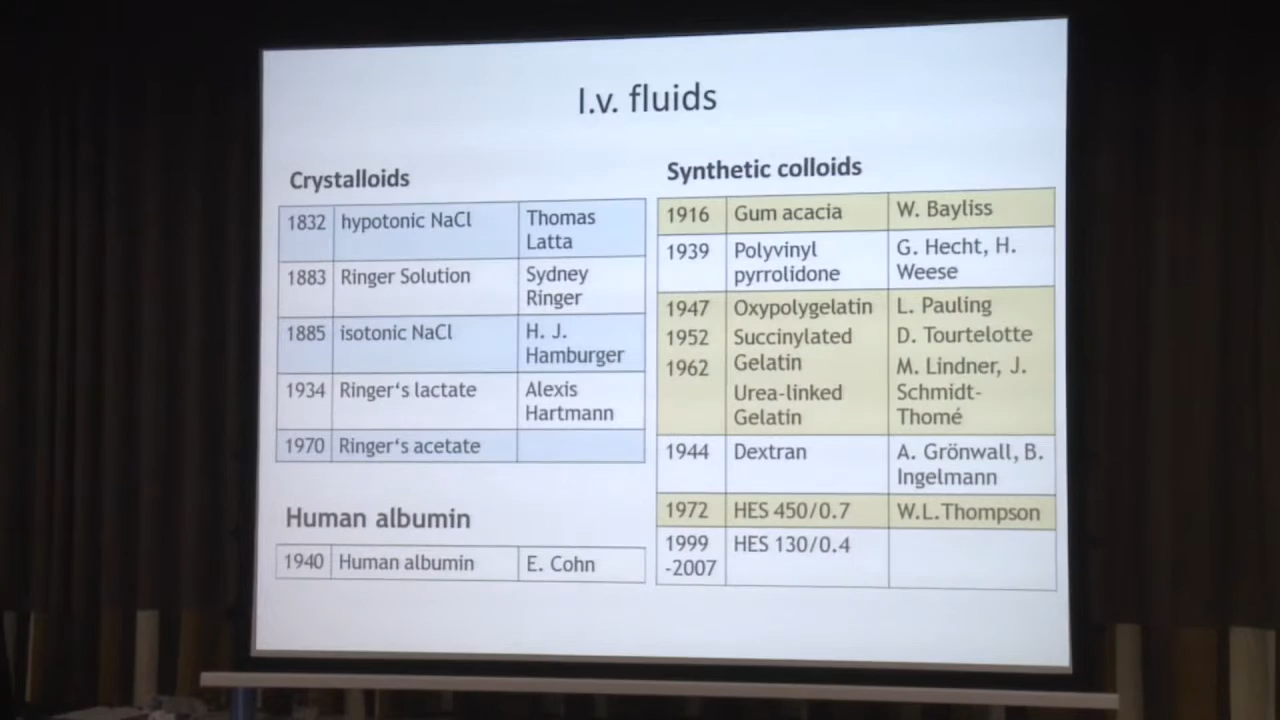 I.v. fluids
Crystalloids
1832 hypotonic NaCl Thomas
Latta
1883 Ringer Solution Sydney
Ringer
1885 isotonic NaCl H. J.
Hamburger
1934 Ringer‘s lactate Alexis
Hartmann
1970 Ringer‘s acetate
Human albumin
1940 Human albumin E. Cohn
Synthetic colloids
1916 Gum acacia W. Bayliss
1939 Polyvinyl G. Hecht, H.
pyrrolidone Weese
1947 Oxypolygelatin L. Pauling
1952 Succinylated D. Tourtelotte
1962 Gelatin M. Lindner, J.
Urea-linked Schmidt-
Gelatin Thomé
1944 Dextran A. Grönwall, B.
Ingelmann
1972 HES 450/0.7 W.L.Thompson
1999 HES 130/0.4
-2007